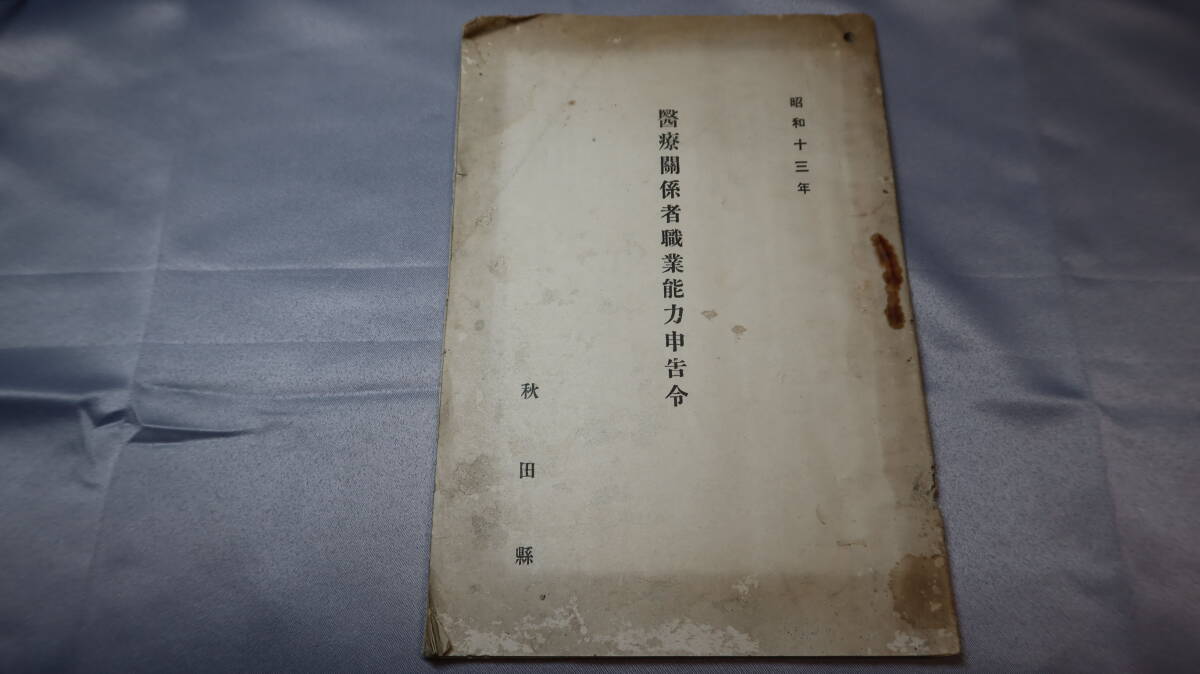 昭和十三年
醫療關係者職業能力申告令
秋田縣